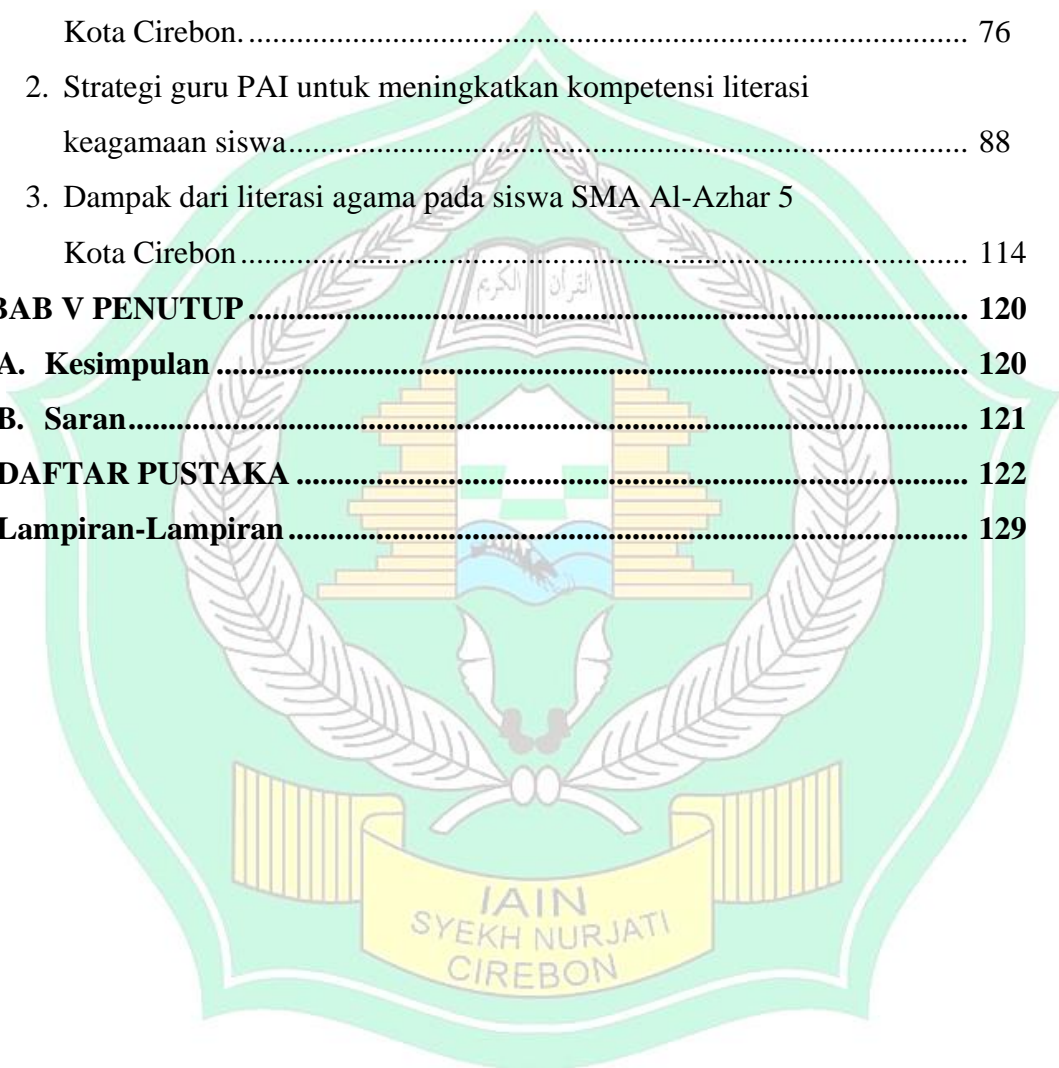 Kota Cirebon. ........................................................................................ 76
2. Strategi guru PAI untuk meningkatkan kompetensi literasi
keagamaan siswa..................................................................................... 88
3. Dampak dari literasi agama pada siswa SMA Al-Azhar 5
Kota Cirebon ........................................................................................... 114
BAB V PENUTUP .......................................................................................... 120
A. Kesimpulan .............................................................................................. 120
B. Saran......................................................................................................... 121
DAFTAR PUSTAKA .................................................................................... 122
Lampiran-Lampiran ..................................................................................... 129
القرآن الكريم
IAIN
SYEKH NURJATI
CIREBON